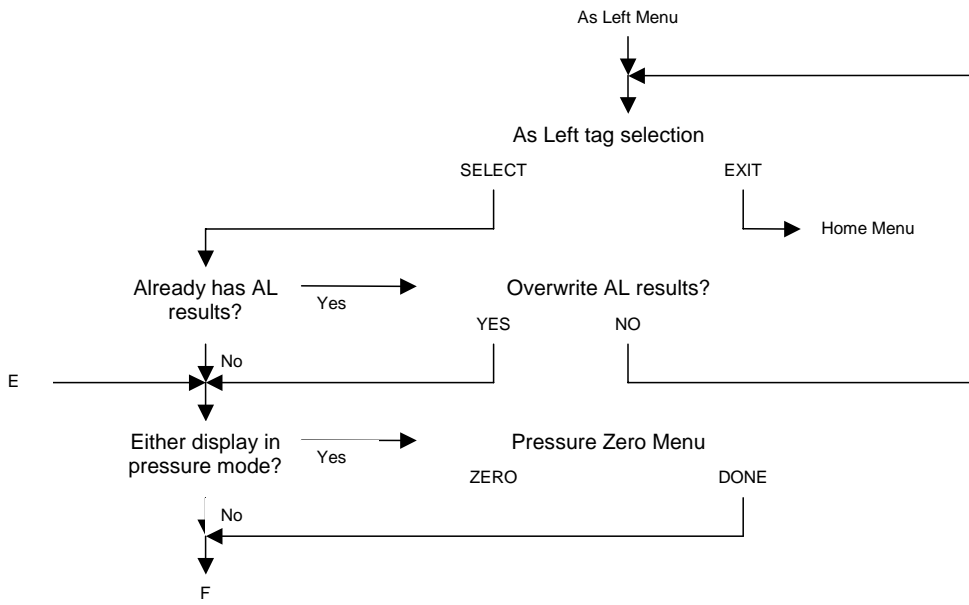 As Left Menu
As Left tag selection
SELECT
EXIT
Home Menu
Already has AL
results?
Yes
Overwrite AL results?
YES
NO
No
E
Either display in
pressure mode?
Yes
Pressure Zero Menu
ZERO
DONE
No
F